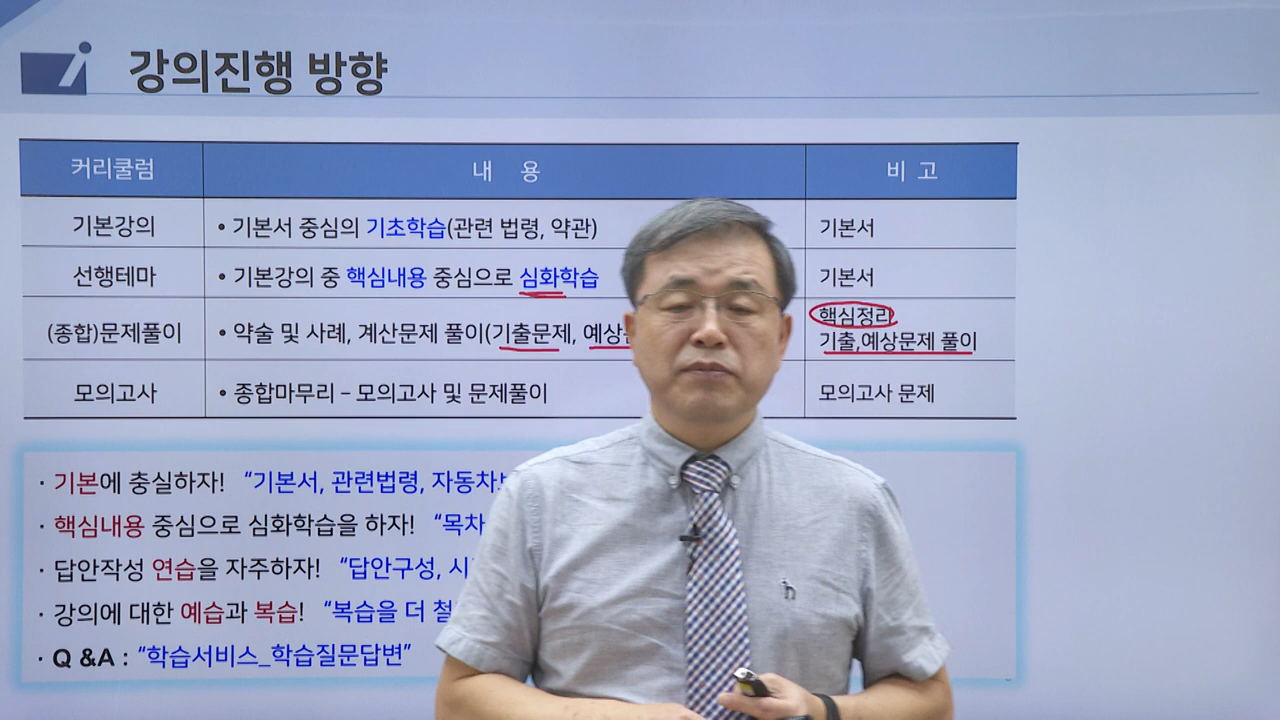 강의진행 방향
커리큘럼 내 용 비 고
기본강의 • 기본서 중심의 기초학습(관련 법령, 약관) 기본서
선행테마 • 기본강의 중 핵심내용 중심으로 심화학습 기본서
(종합)문제풀이 • 약술 및 사례, 계산문제 풀이(기출문제, 예상 핵심정리
기출,예상문제 풀이
모의고사 • 종합마무리 – 모의고사 및 문제풀이 모의고사 문제
· 기본에 충실하자! “기본서, 관련법령, 자동차
· 핵심내용 중심으로 심화학습을 하자! “목차
· 답안작성 연습을 자주하자! “답안구성, 시
· 강의에 대한 예습과 복습! “복습을 더 철
· Q &A : “학습서비스_학습질문답변”